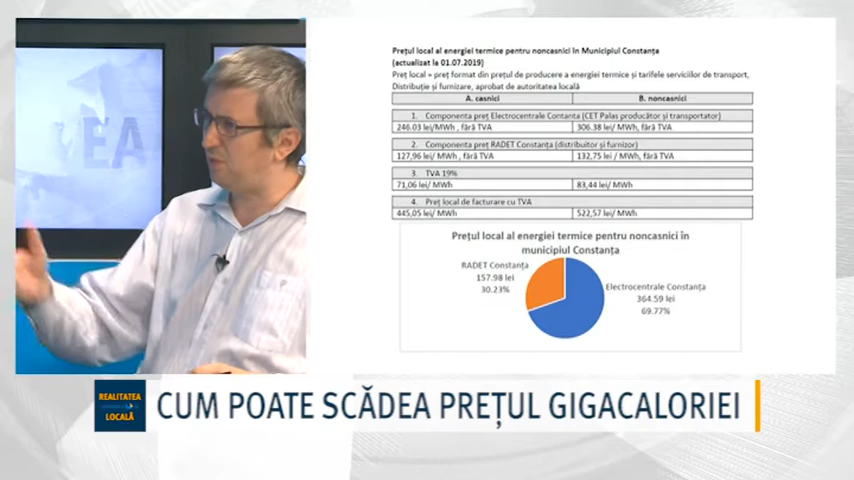 EA
Prețul local al energiei termice pentru noncasnici în Municipiul Constanța
(actualizat la 01.07.2019)
Preț local = preț format din prețul de producere a energiei termice și tarifele serviciilor de transport,
Distribuție și furnizare, aprobat de autoritatea locală
A. casnici B. noncasnici
1. Componenta preț Electrocentrale Contanta (CET Palas producător și transportator)
246.03 lei/MWh , fără TVA 306.38 lei/ MWh, fără TVA
2. Componenta preț RADET Constanța (distribuitor și furnizor)
127,96 lei/MWh , fără TVA 132,75 lei/ MWh, fără TVA
3. TVA 19%
71,06 lei/ MWh 83,44 lei/ MWh
4. Preț local de facturare cu TVA
445,05 lei/ MWh 522,57 lei/ MWh
Prețul local al energiei termice pentru noncasnici în
municipiul Constanța
RADET Constanța
157.98 lei
30.23%
Electrocentrale Constanța
364.59 lei
69.77%
REALITATEA
LOCALĂ
CUM POATE SCĂDEA PREȚUL GIGACALORIEI